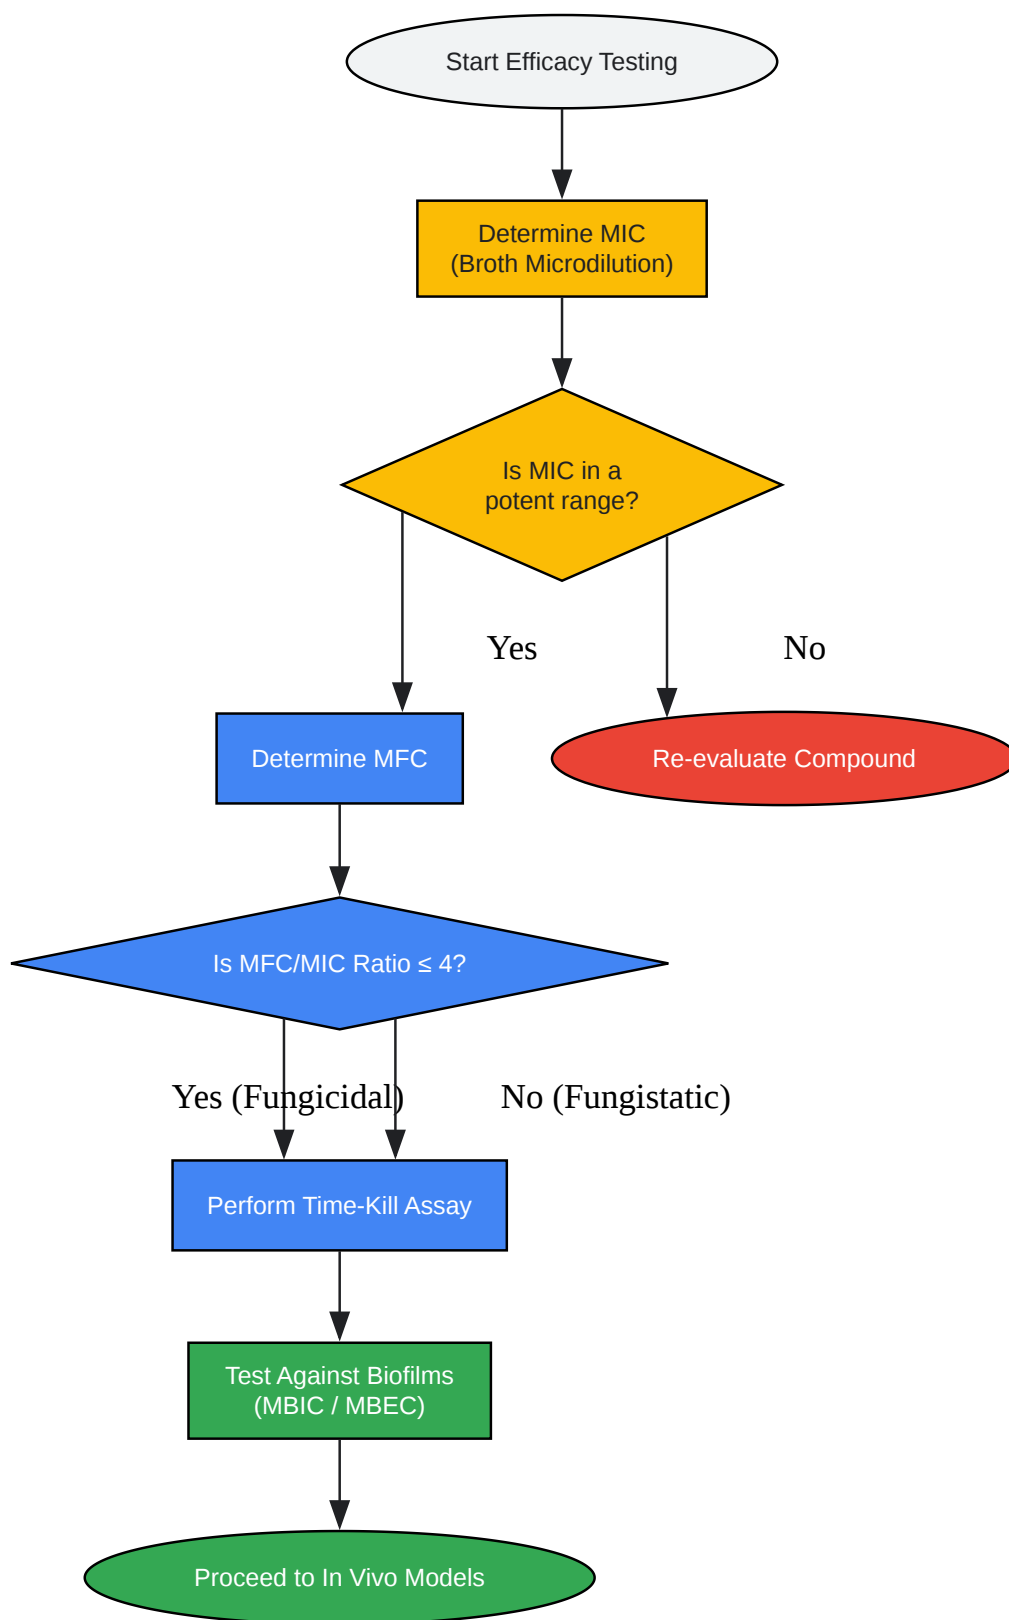 Start Efficacy Testing
Determine MIC
(Broth Microdilution)
Is MIC in a
potent range?
Yes
No
Determine MFC
Re-evaluate Compound
Is MFC/MIC Ratio ≤ 4?
Yes (Fungicidal)
No (Fungistatic)
Perform Time-Kill Assay
Test Against Biofilms
(MBIC / MBEC)
Proceed to In Vivo Models